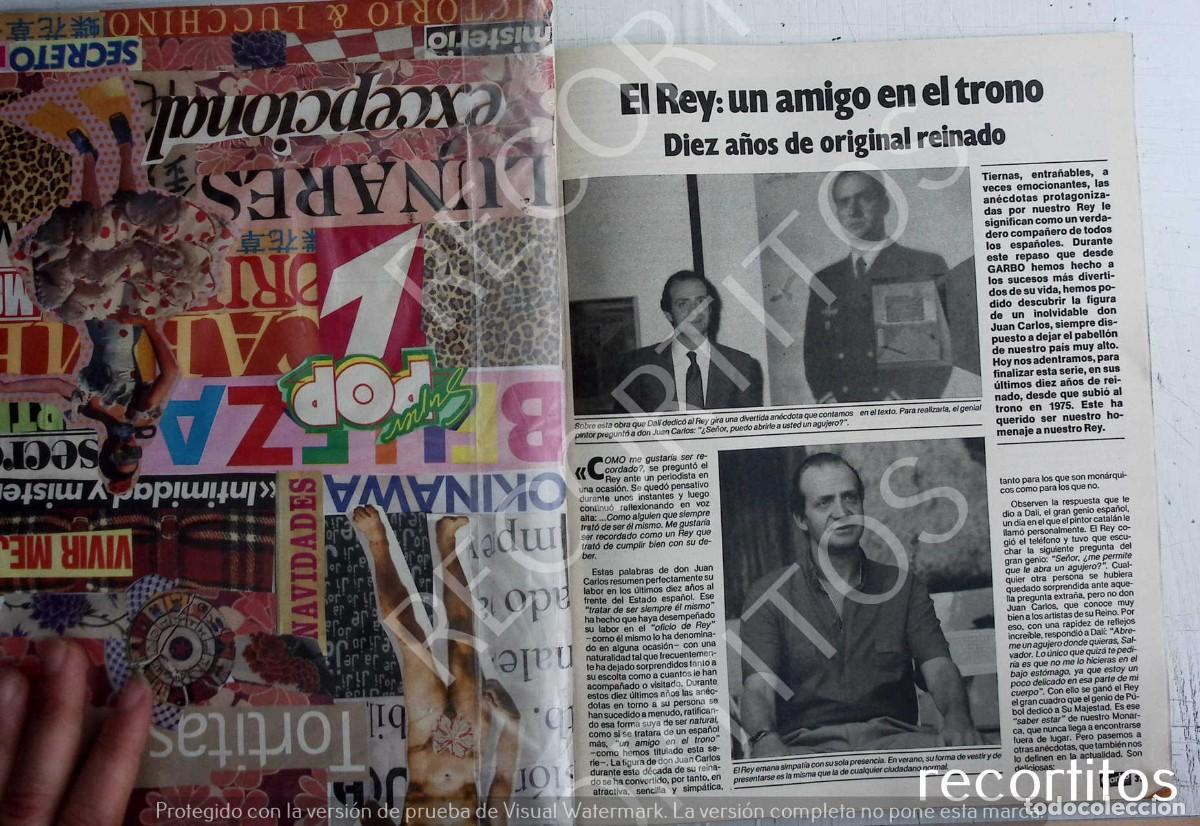 VICTORIO & LUCCHINO
蝶花草
misterio
SECRETO
excepcional
LUNARES
蝶花草
1
Super
POP
BELLEZA
secre
OKINAWA
«Intimidad y mister
NAVIDADES
VIVIR MEJ
Tortitas
El Rey: un amigo en el trono
Diez años de original reinado
Tiernas, entrañables, a
veces emocionantes, las
anécdotas protagoniza-
das por nuestro Rey le
significan como un verda-
dero compañero de todos
los españoles. Durante
este repaso que desde
GARBO hemos hecho a
los sucesos más diverti-
dos de su vida, hemos po-
dido descubrir la figura
de un inolvidable don
Juan Carlos, siempre dis-
puesto a dejar el pabellón
de nuestro país muy alto.
Hoy nos adentramos, para
finalizar esta serie, en sus
últimos diez años de rei-
nado, desde que subió al
trono en 1975. Este ha
querido ser nuestro ho-
menaje a nuestro Rey.
Sobre esta obra que Dalí dedicó al Rey gira una divertida anécdota que contamos en el texto. Para realizarla, el genial
pintor preguntó a don Juan Carlos: "¿Señor, puedo abrirle a usted un agujero?".
«COMO me gustaría ser re-
cordado?, se preguntó el
Rey ante un periodista en
una ocasión. Se quedó pensativo
durante unos instantes y luego
continuó reflexionando en voz
alta: ...Como alguien que siempre
trató de ser él mismo. Me gustaría
ser recordado como un Rey que
trató de cumplir bien con su de-
ber.
Estas palabras de don Juan
Carlos resumen perfectamente su
labor en los últimos diez años al
frente del Estado español. Ese
"tratar de ser siempre él mismo"
ha hecho que haya desempeñado
su labor en el "oficio de Rey"
—como él mismo lo ha denomina-
do en alguna ocasión— con una
naturalidad tal que frecuentemen-
te ha dejado sorprendidos tanto a
su escolta como a cuantos le han
acompañado o visitado. Durante
estos diez últimos años las anéc-
dotas en torno a su persona se
han sucedido a menudo, ratifican-
do esa forma suya de ser natural,
como si se tratara de un español
más, "un amigo en el trono"
—como hemos titulado esta se-
rie—. La figura de don Juan Carlos
durante esta década de su reina-
do se ha convertido, por tanto, en
atractiva, sencilla y simpática,
El Rey emana simpatía con su sola presencia. En verano, su forma de vestir y de
presentarse es la misma que la de cualquier ciudadano normal.
tanto para los que son monárqui-
cos como para los que no.
Observen la respuesta que le
dio a Dalí, el gran genio español,
un día en el que el pintor catalán le
llamó personalmente. El Rey co-
gió el teléfono y tuvo que escu-
char la siguiente pregunta del
gran genio: "Señor, ¿me permite
que le abra un agujero?". Cual-
quier otra persona se hubiera
quedado sorprendida ante aque-
lla pregunta extraña, pero no don
Juan Carlos, que conoce muy
bien a los artistas de su Reino. Por
eso, con una rapidez de reflejos
increíble, respondió a Dalí: "Abre-
me un agujero donde quieras, Sal-
vador. Lo único que quizá te pedi-
ría es que no me lo hicieras en el
bajo estómago, ya que estoy un
poco delicado en esa parte de mi
cuerpo". Con ello se ganó el Rey
el gran cuadro que el genio de Pú-
bol dedicó a Su Majestad. Es ese
"saber estar" de nuestro Monar-
ca, que nunca llega a encontrarse
fuera de lugar. Pero pasemos a
otras anécdotas, que también nos
lo definen en la actualidad. Son
deliciosas:
RECORTITOS
RECORTITOS
recortitos
todocoleccion
Protegido con la versión de prueba de Visual Watermark. La versión completa no pone esta marca.